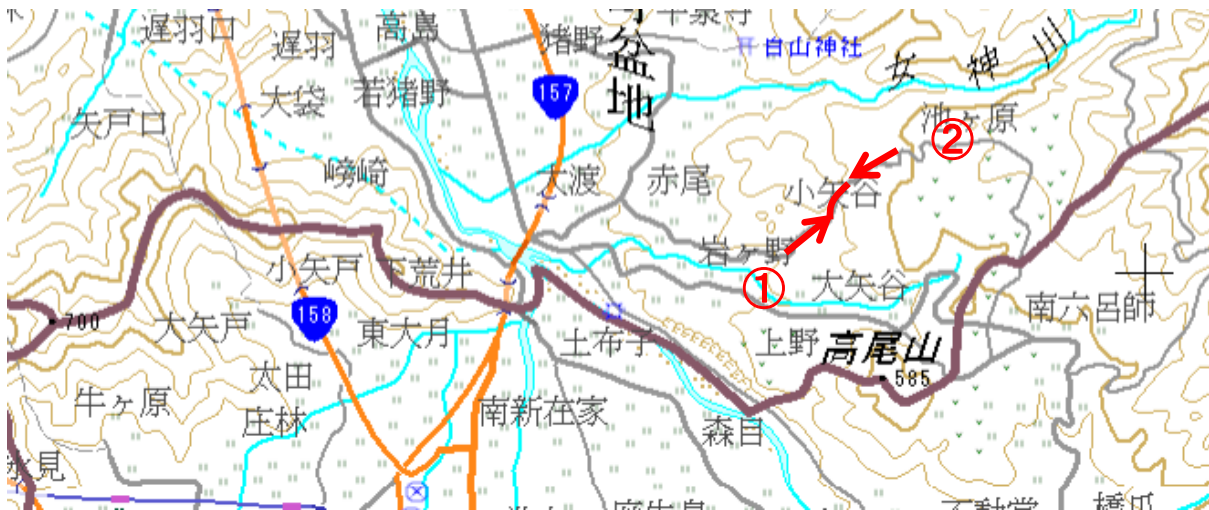 遅羽口
遅羽
高島
猪野
盆
地
平泉寺
白山神社
女神川
大袋
若猪野
157
池ヶ原
②
矢戸口
嵭崎
大渡
赤尾
小矢谷
岩ヶ野
小矢戸
下荒井
①
大矢谷
南六呂師
700
大矢戸
158
東大月
土布子
上野
高尾山
585
太田
牛ヶ原
庄林
南新在家
森目